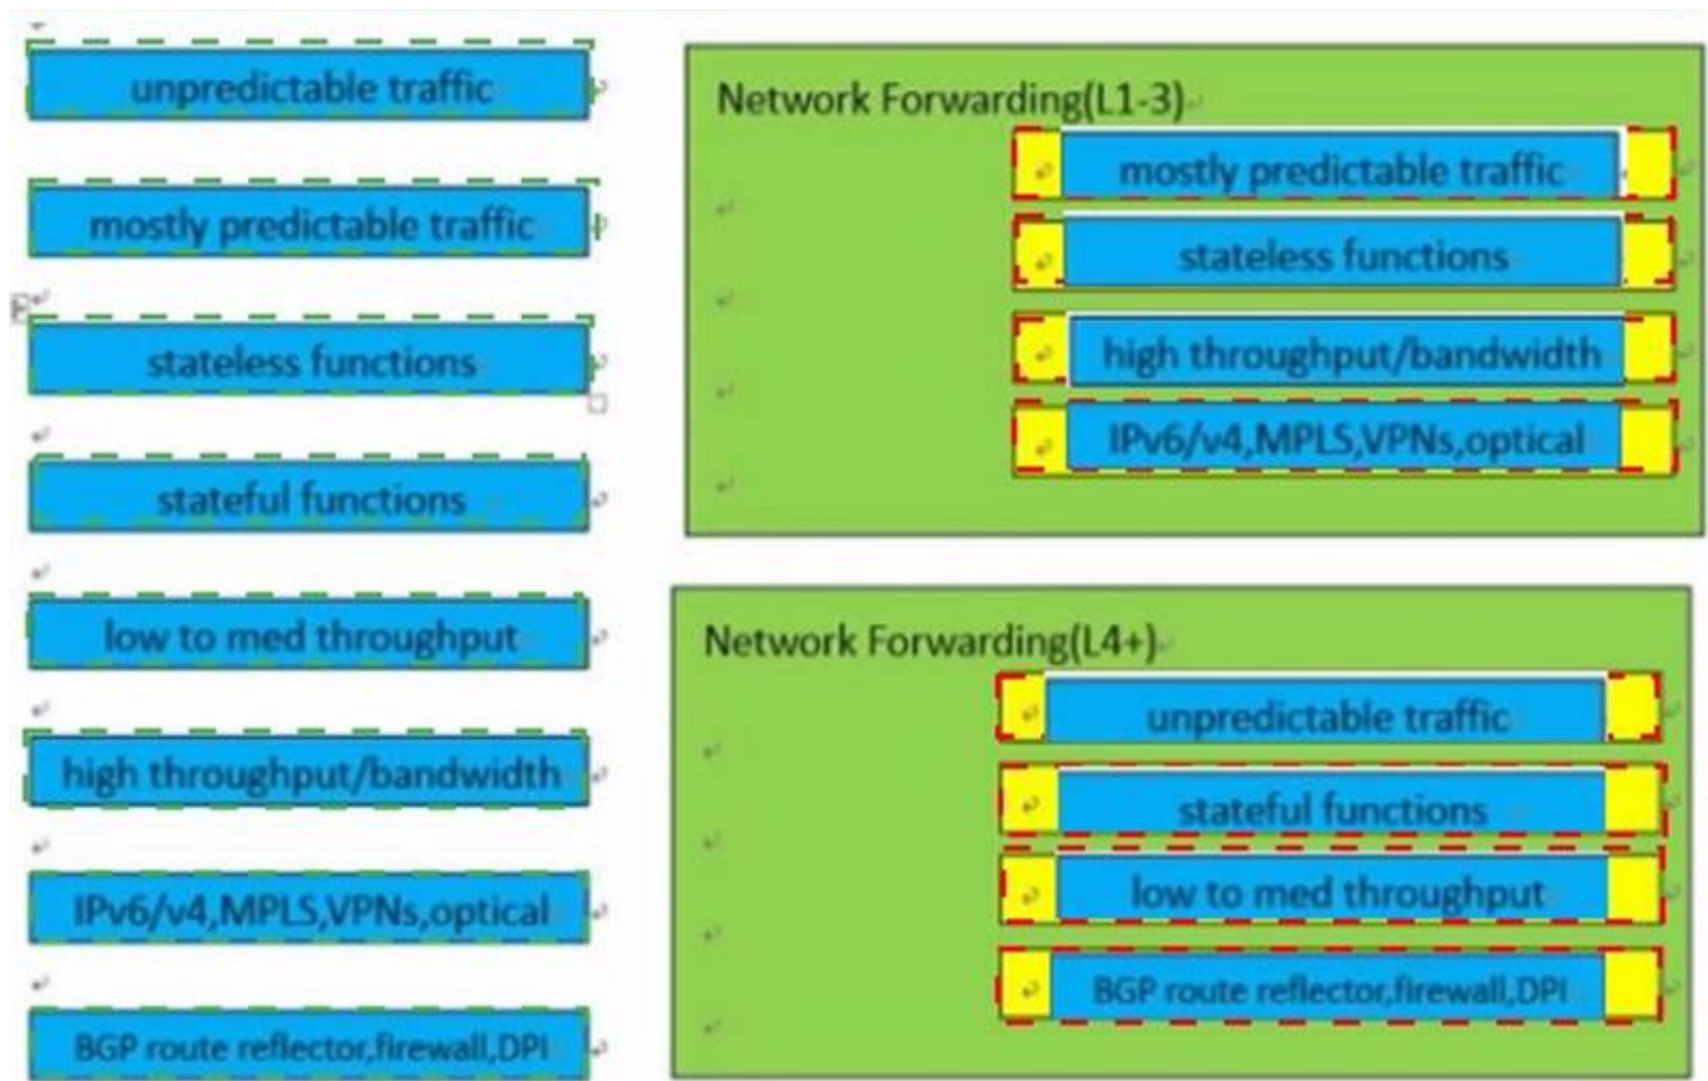 unpredictable traffic
mostly predictable traffic
stateless functions
stateful functions
low to med throughput
high throughput/bandwidth
IPv6/v4,MPLS,VPNs,optical
BGP route reflector,firewall,DPI
Network Forwarding(L1-3)
mostly predictable traffic
stateless functions
high throughput/bandwidth
IPv6/v4,MPLS,VPNs,optical
Network Forwarding(L4+)
unpredictable traffic
stateful functions
low to med throughput
BGP route reflector,firewall,DPI